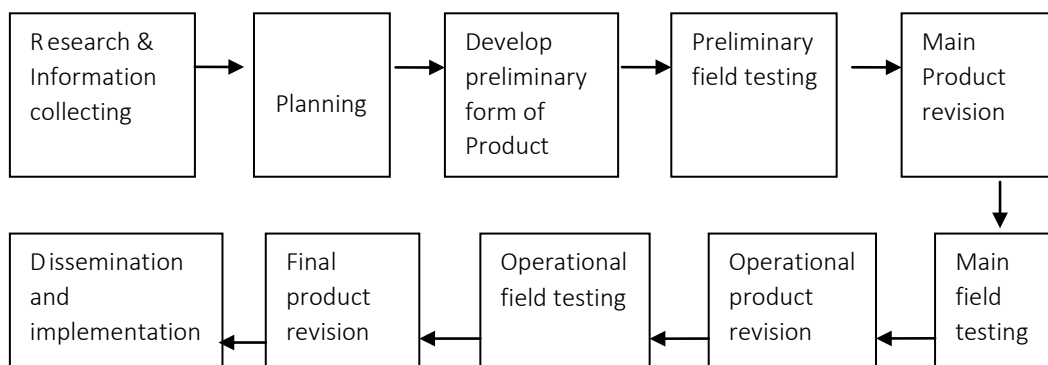 Research &
Information
collecting
Planning
Develop
preliminary
form of
Product
Preliminary
field testing
Main
Product
revision
Dissemination
and
implementation
Final
product
revision
Operational
field testing
Operational
product
revision
Main
field
testing